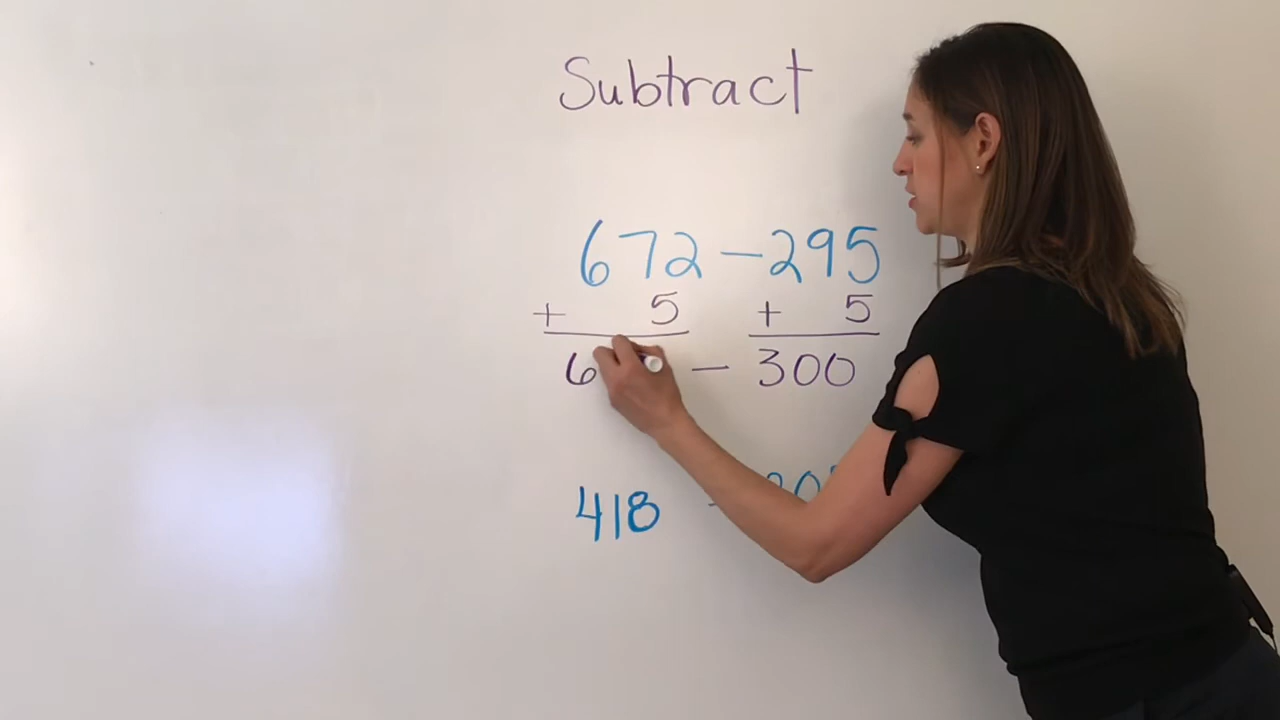 Subtract
672 - 295
+ 5 + 5
6 - 300
418 -